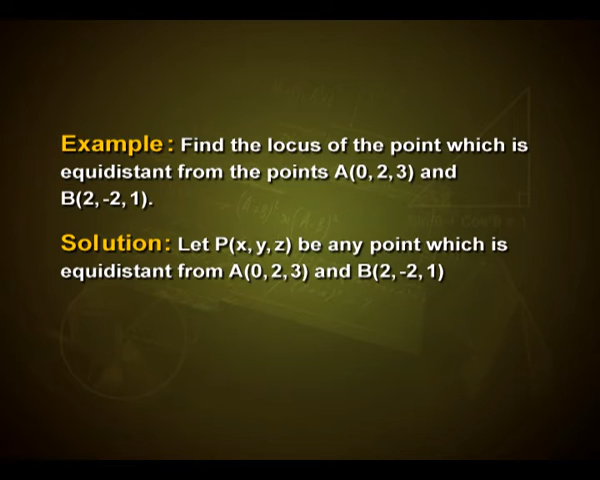 Example: Find the locus of the point which is
equidistant from the points A(0, 2, 3) and
B(2, -2, 1).
Solution: Let P(x, y, z) be any point which is
equidistant from A(0, 2, 3) and B(2, -2, 1)